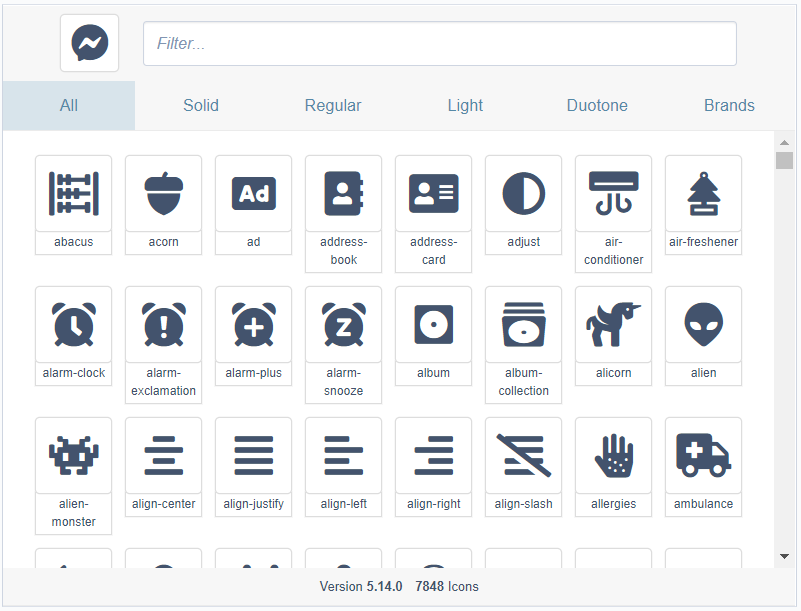 Filter...
All Solid Regular Light Duotone Brands
Ad
abacus acorn ad address- address- adjust air- air-freshener
book card conditioner
Z
alarm-clock alarm- alarm-plus alarm- album album- alicorn alien
exclamation snooze collection
alien- align-center align-justify align-left align-right align-slash allergies ambulance
monster
Version 5.14.0 7848 Icons